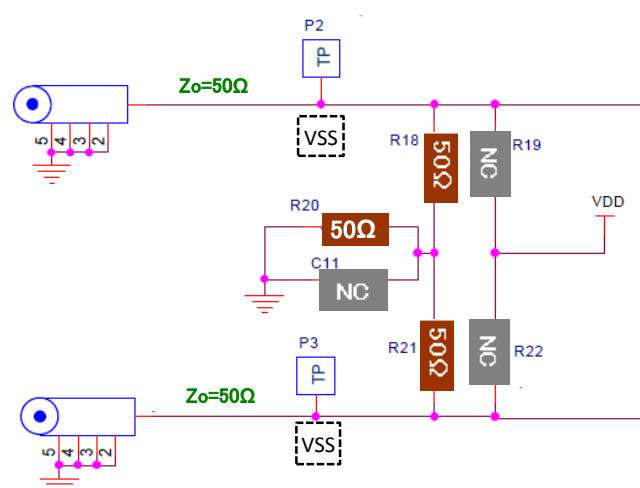 P2
TP
Zo=50Ω
VSS
5 4 3 2
R18
50Ω
NC
R19
VDD
R20
50Ω
C11
NC
R21
50Ω
NC
R22
P3
TP
Zo=50Ω
VSS
5 4 3 2